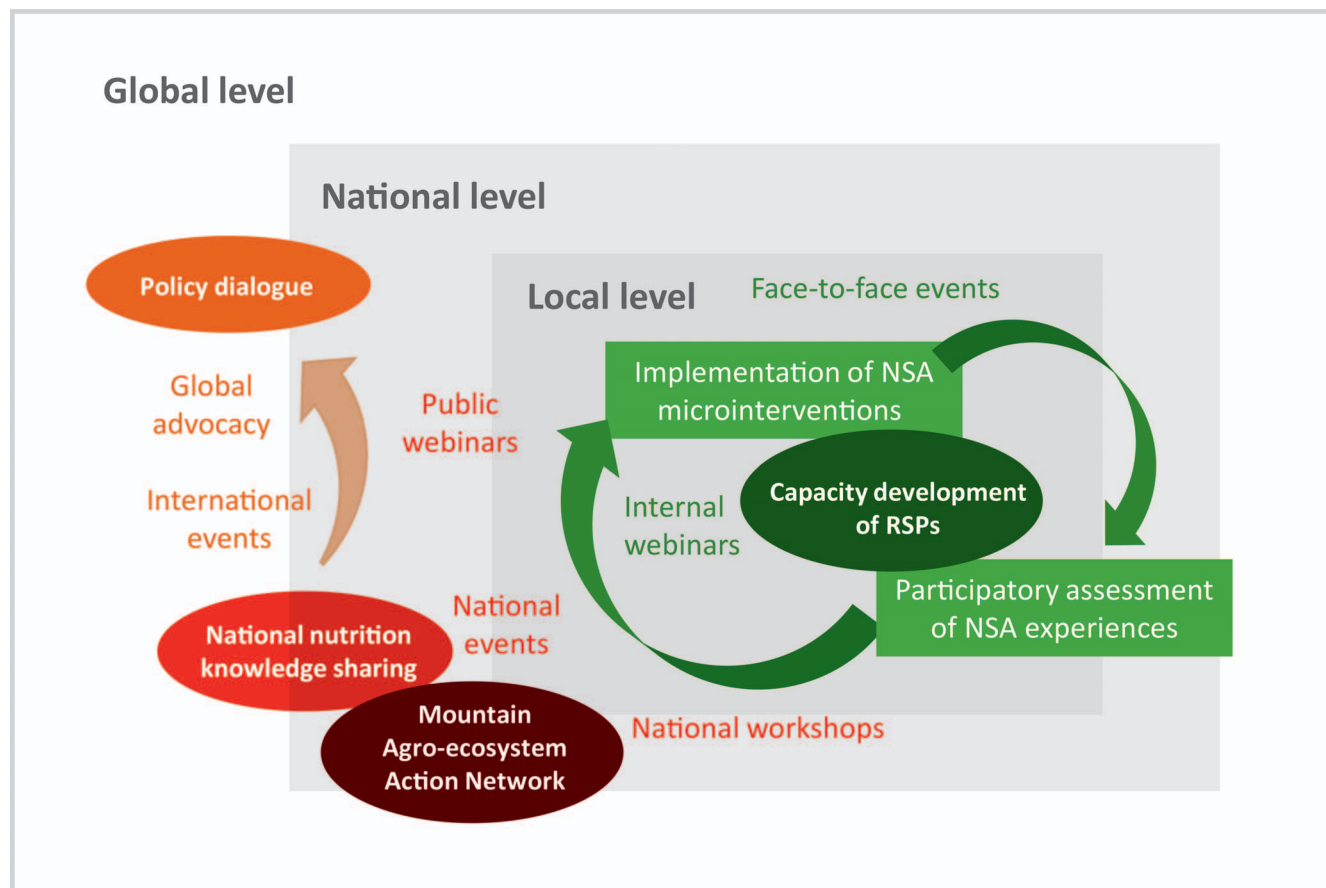 Global level
National level
Policy dialogue
Local level
Face-to-face events
Global
advocacy
Public
webinars
Implementation of NSA
microinterventions
International
events
Internal
webinars
Capacity development
of RSPs
National nutrition
knowledge sharing
National
events
Participatory assessment
of NSA experiences
Mountain
Agro-ecosystem
Action Network
National workshops